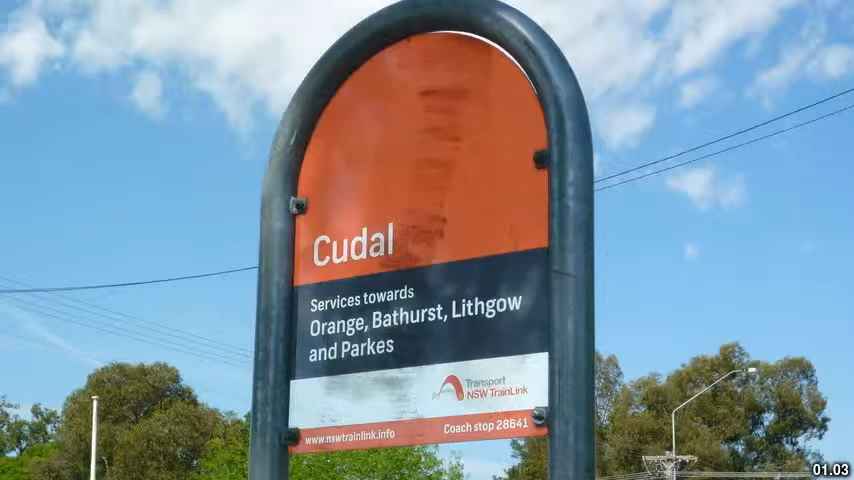 Cudal
Services towards
Orange, Bathurst, Lithgow
and Parkes
Transport
NSW TrainLink
www.nswtrainlink.info
Coach stop 28641
01.03